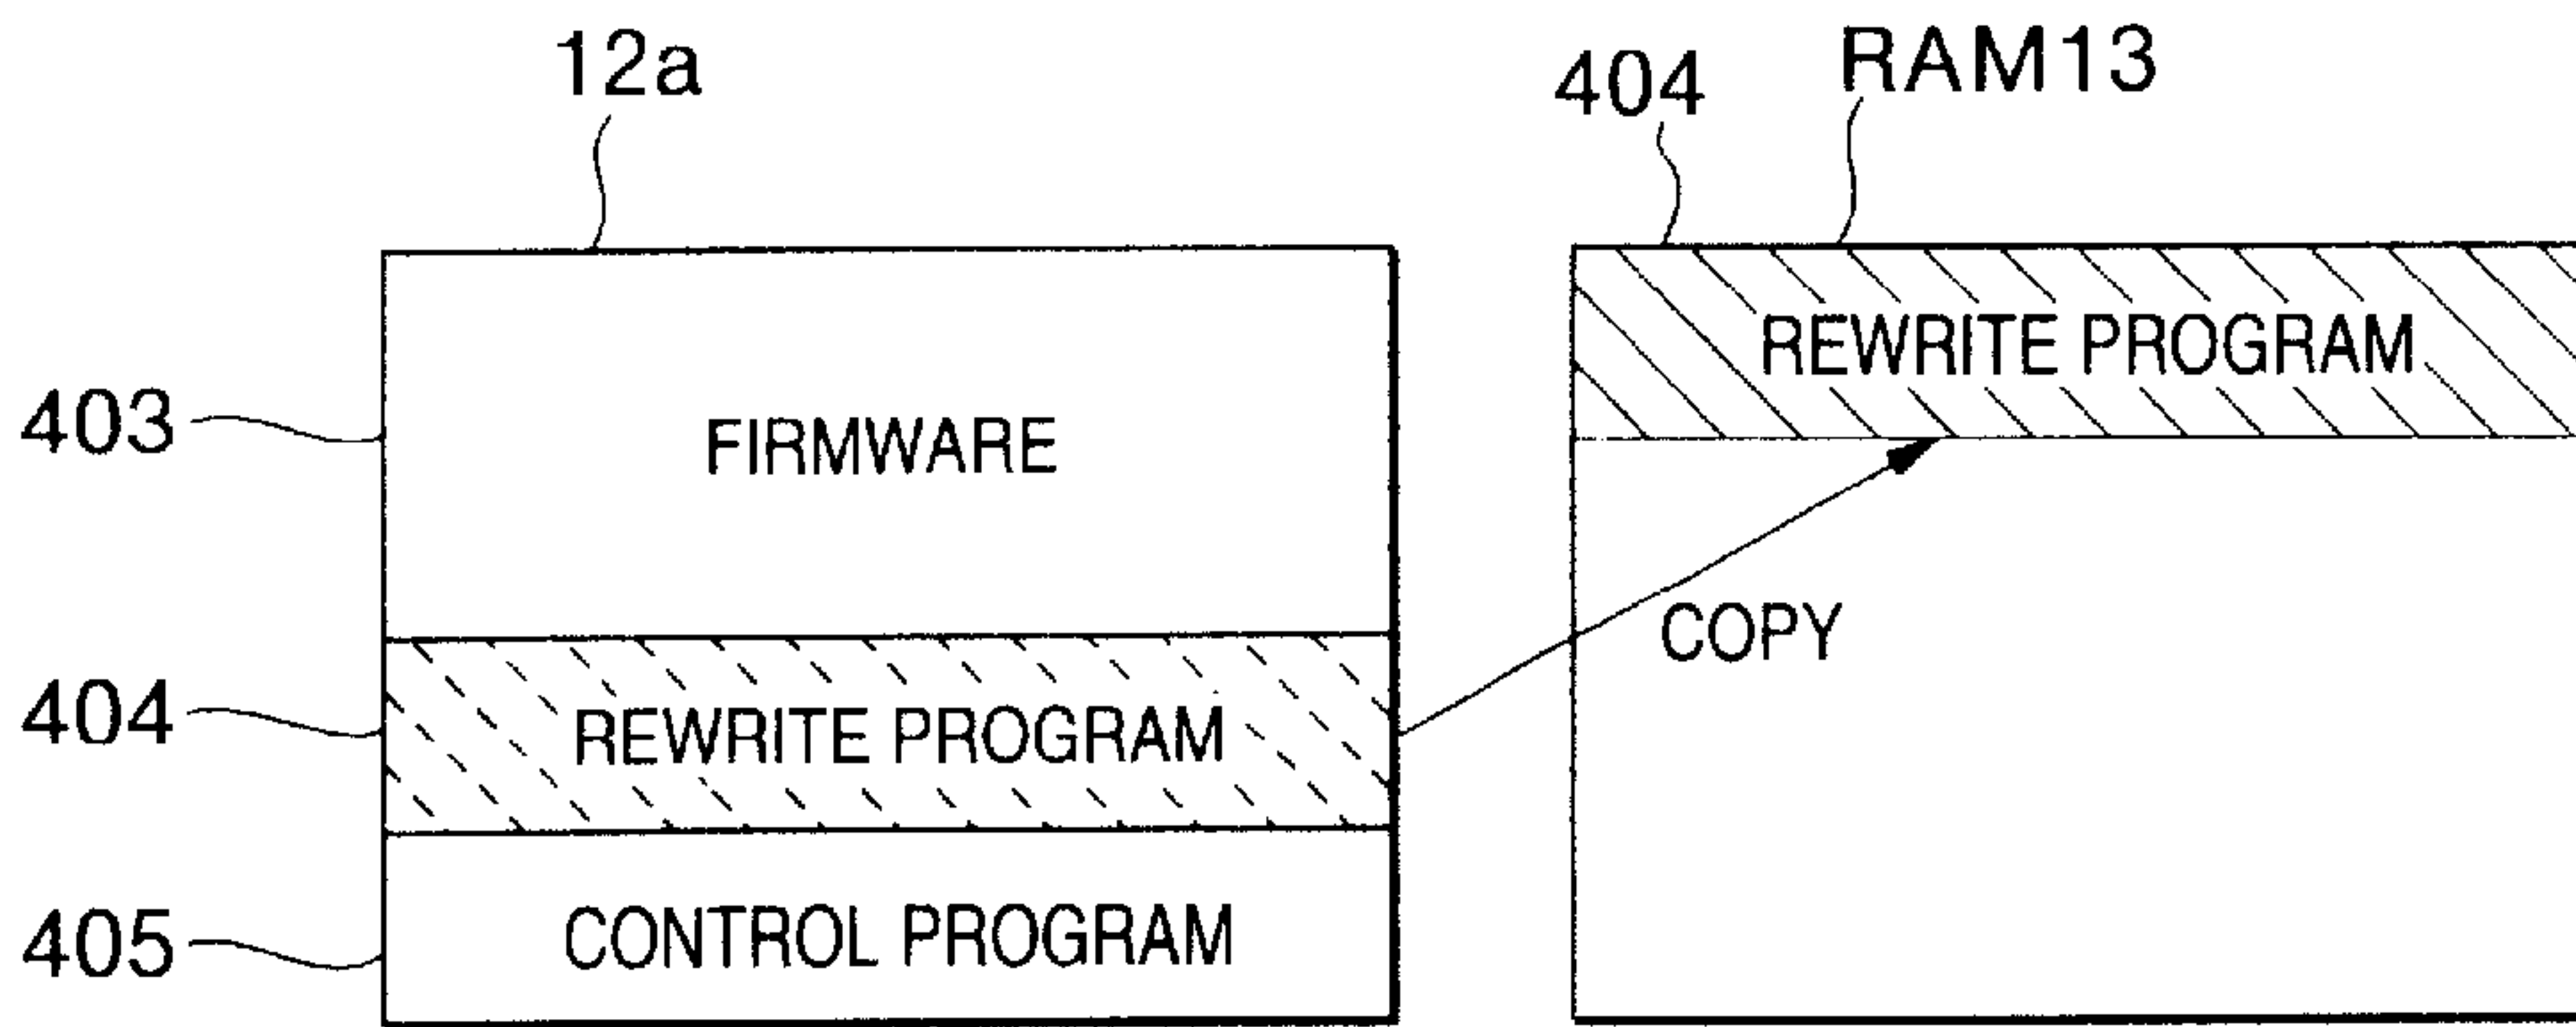 12a
404
RAM13
403
FIRMWARE
REWRITE PROGRAM
COPY
404
REWRITE PROGRAM
405
CONTROL PROGRAM